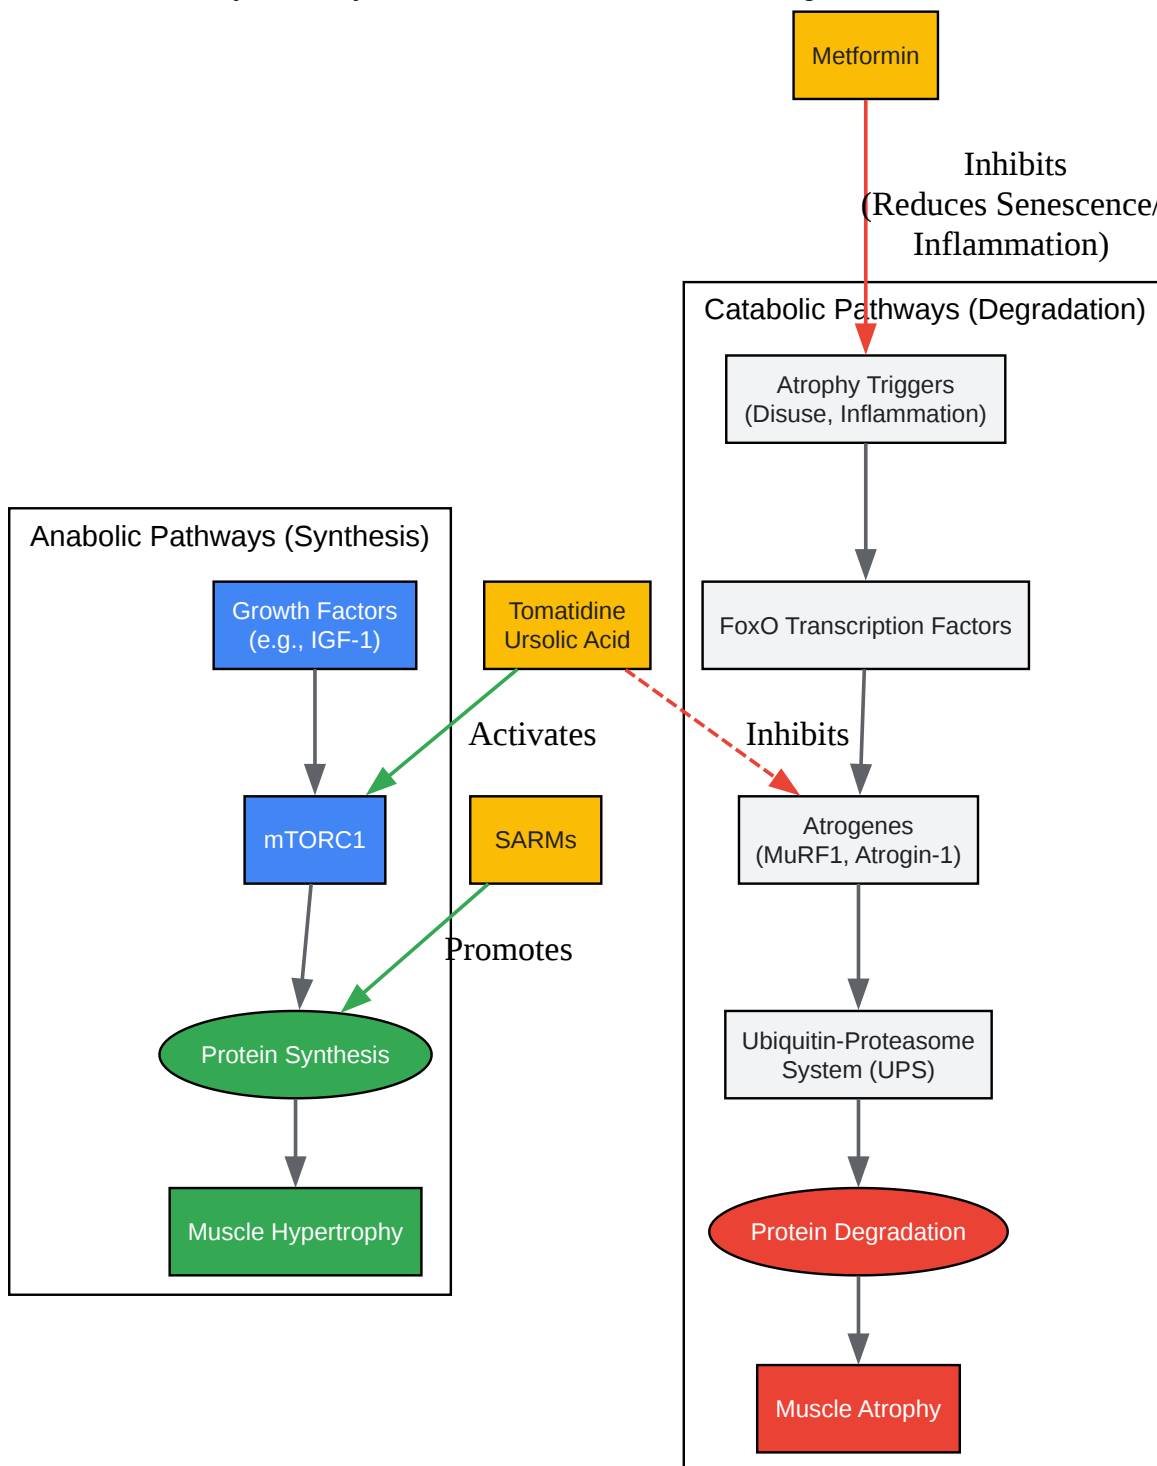 Metformin
Inhibits
(Reduces Senescence/
Inflammation)
Catabolic Pathways (Degradation)
Atrophy Triggers
(Disuse, Inflammation)
Anabolic Pathways (Synthesis)
Growth Factors
(e.g., IGF-1)
Tomatidine
Ursolic Acid
FoxO Transcription Factors
Activates
Inhibits
mTORC1
SARMs
Atrogenes
(MuRF1, Atrogin-1)
Promotes
Protein Synthesis
Ubiquitin-Proteasome
System (UPS)
Muscle Hypertrophy
Protein Degradation
Muscle Atrophy